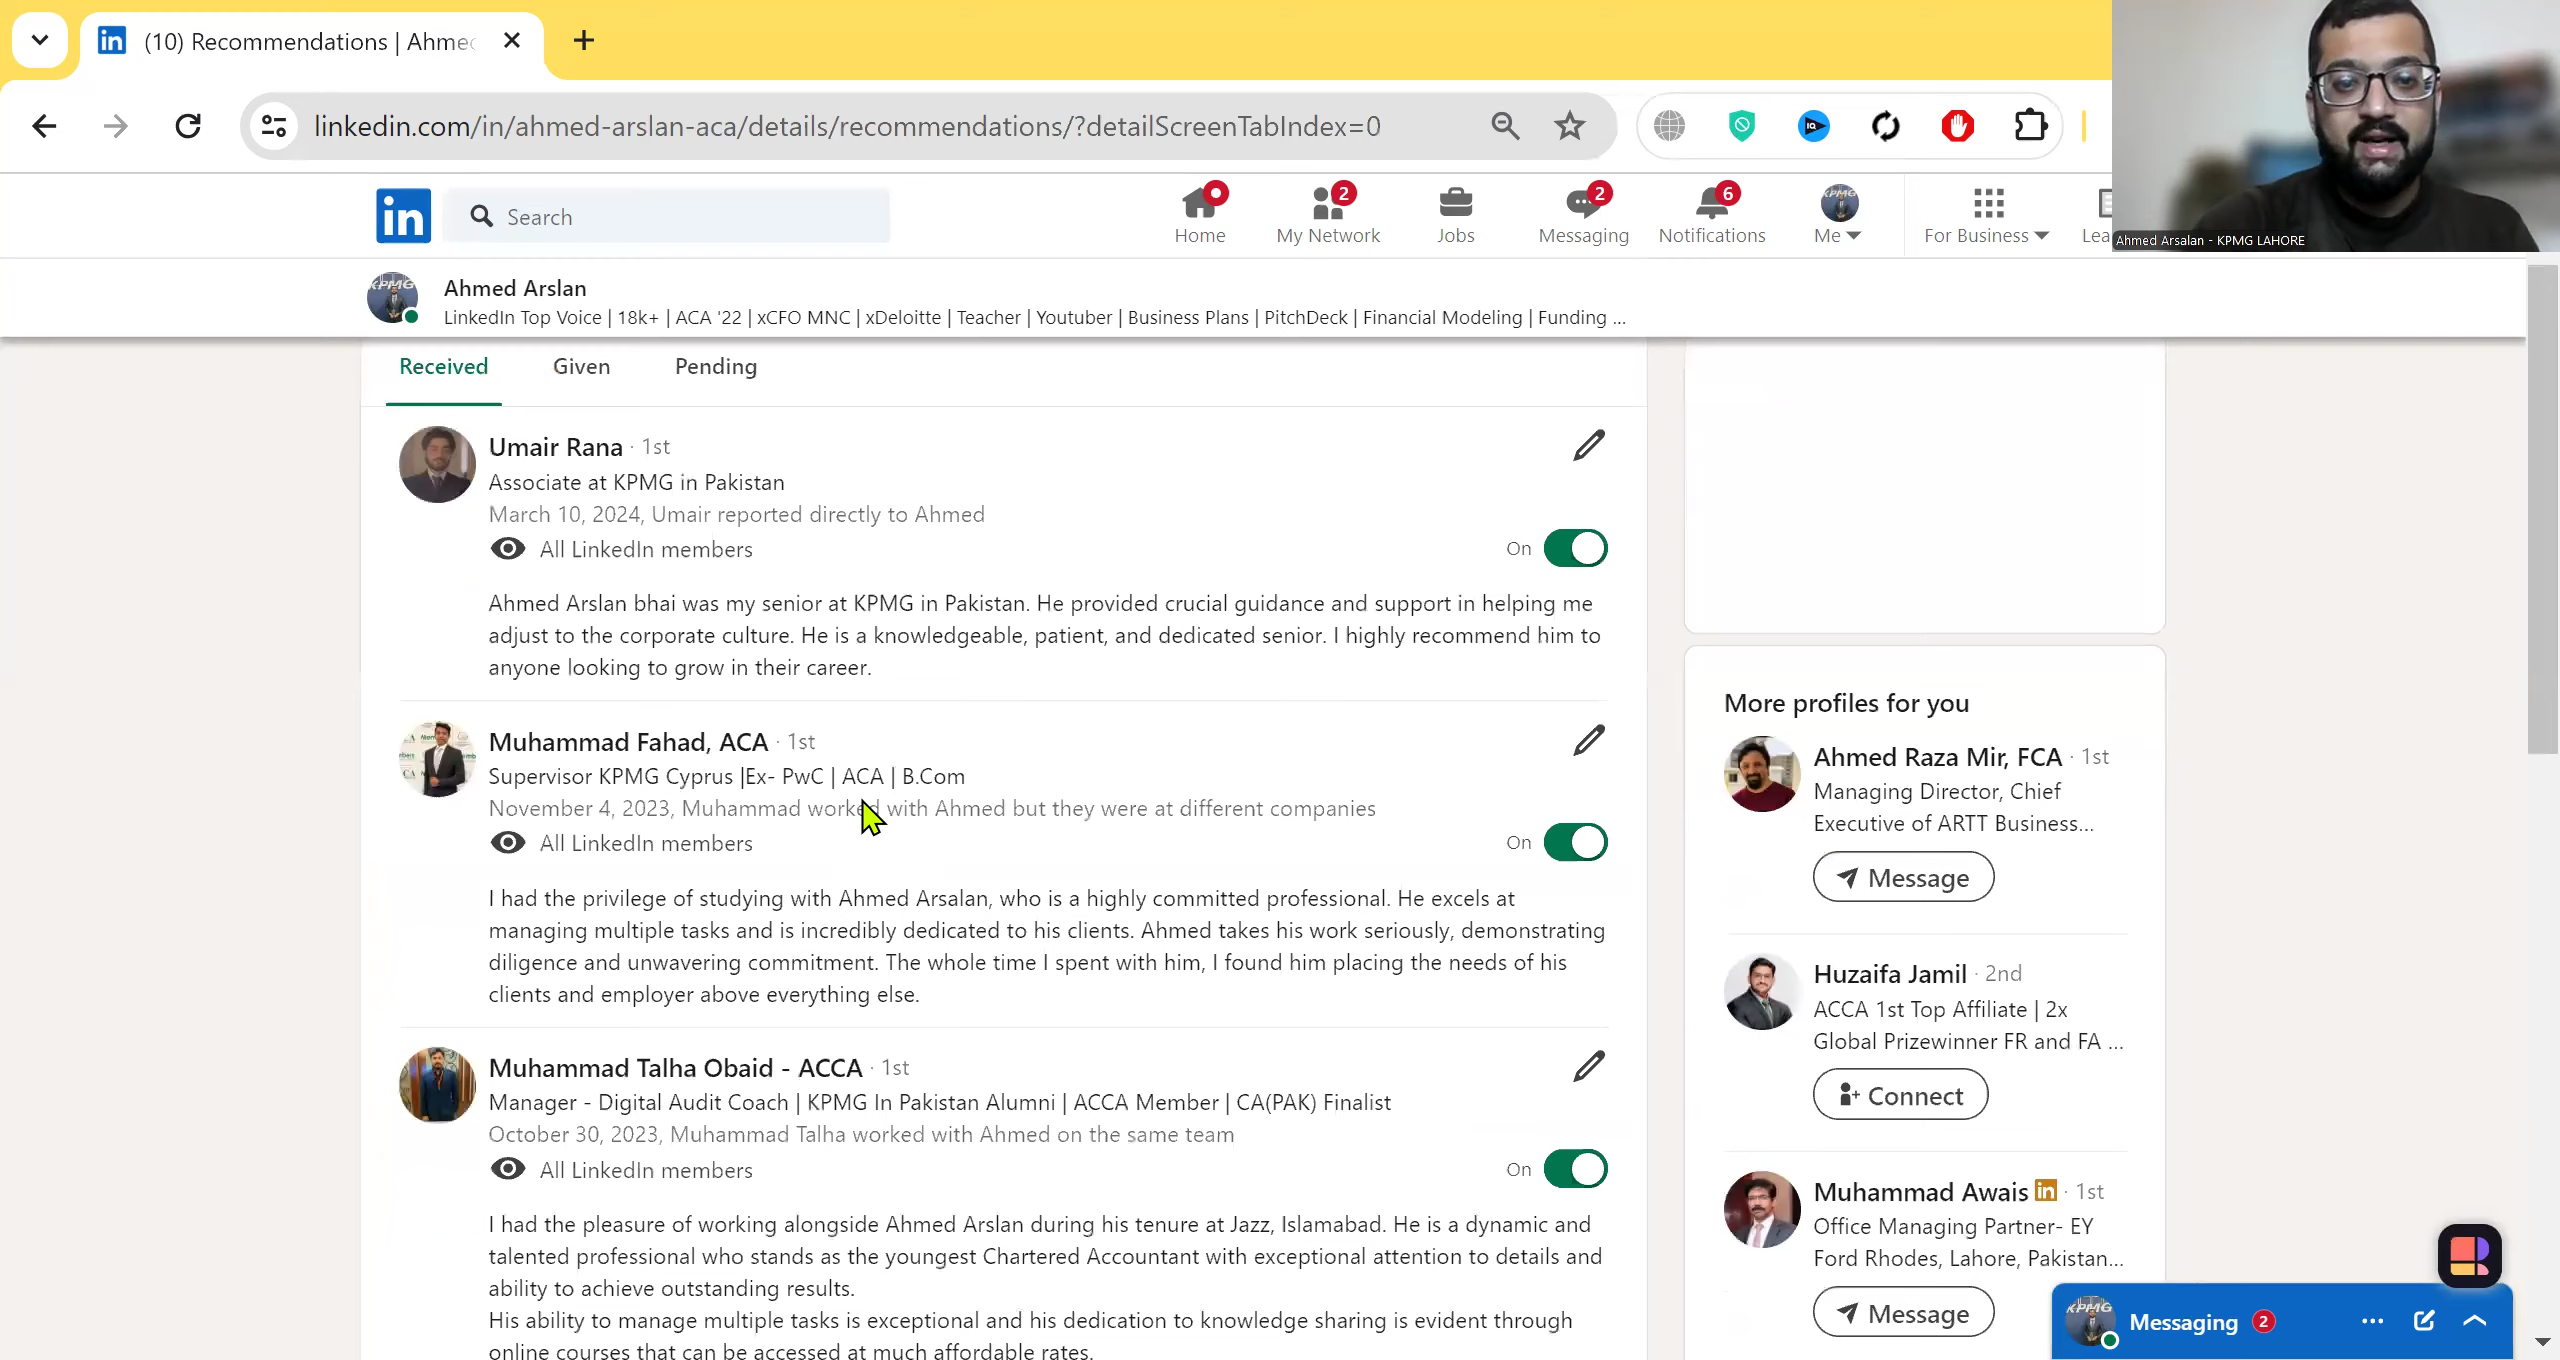 (10) Recommendations | Ahmed
linkedin.com/in/ahmed-arslan-aca/details/recommendations/?detailScreenTabIndex=0
in
Search
Home
2
My Network
Jobs
2
Messaging
6
Notifications
Me
For Business
Lea
Ahmed Arsalan - KPMG LAHORE
Ahmed Arslan
LinkedIn Top Voice | 18k+ | ACA '22 | xCFO MNC | xDeloitte | Teacher | Youtuber | Business Plans | PitchDeck | Financial Modeling | Funding ...
Received Given Pending
Umair Rana · 1st
Associate at KPMG in Pakistan
March 10, 2024, Umair reported directly to Ahmed
All LinkedIn members
On
Ahmed Arslan bhai was my senior at KPMG in Pakistan. He provided crucial guidance and support in helping me
adjust to the corporate culture. He is a knowledgeable, patient, and dedicated senior. I highly recommend him to
anyone looking to grow in their career.
Muhammad Fahad, ACA · 1st
Supervisor KPMG Cyprus |Ex- PwC | ACA | B.Com
November 4, 2023, Muhammad worked with Ahmed but they were at different companies
All LinkedIn members
On
I had the privilege of studying with Ahmed Arsalan, who is a highly committed professional. He excels at
managing multiple tasks and is incredibly dedicated to his clients. Ahmed takes his work seriously, demonstrating
diligence and unwavering commitment. The whole time I spent with him, I found him placing the needs of his
clients and employer above everything else.
Muhammad Talha Obaid - ACCA · 1st
Manager - Digital Audit Coach | KPMG In Pakistan Alumni | ACCA Member | CA(PAK) Finalist
October 30, 2023, Muhammad Talha worked with Ahmed on the same team
All LinkedIn members
On
I had the pleasure of working alongside Ahmed Arslan during his tenure at Jazz, Islamabad. He is a dynamic and
talented professional who stands as the youngest Chartered Accountant with exceptional attention to details and
ability to achieve outstanding results.
His ability to manage multiple tasks is exceptional and his dedication to knowledge sharing is evident through
online courses that can be accessed at much affordable rates.
More profiles for you
Ahmed Raza Mir, FCA · 1st
Managing Director, Chief
Executive of ARTT Business...
Message
Huzaifa Jamil · 2nd
ACCA 1st Top Affiliate | 2x
Global Prizewinner FR and FA ...
Connect
Muhammad Awais in · 1st
Office Managing Partner- EY
Ford Rhodes, Lahore, Pakistan...
Message
Messaging 2